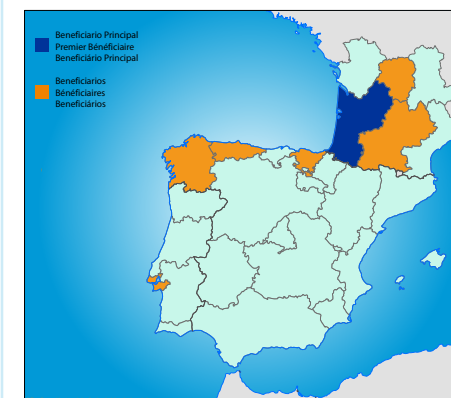 Beneficiario Principal
Premier Bénéficiaire
Beneficiário Principal
Beneficiarios
Bénéficiaires
Beneficiários